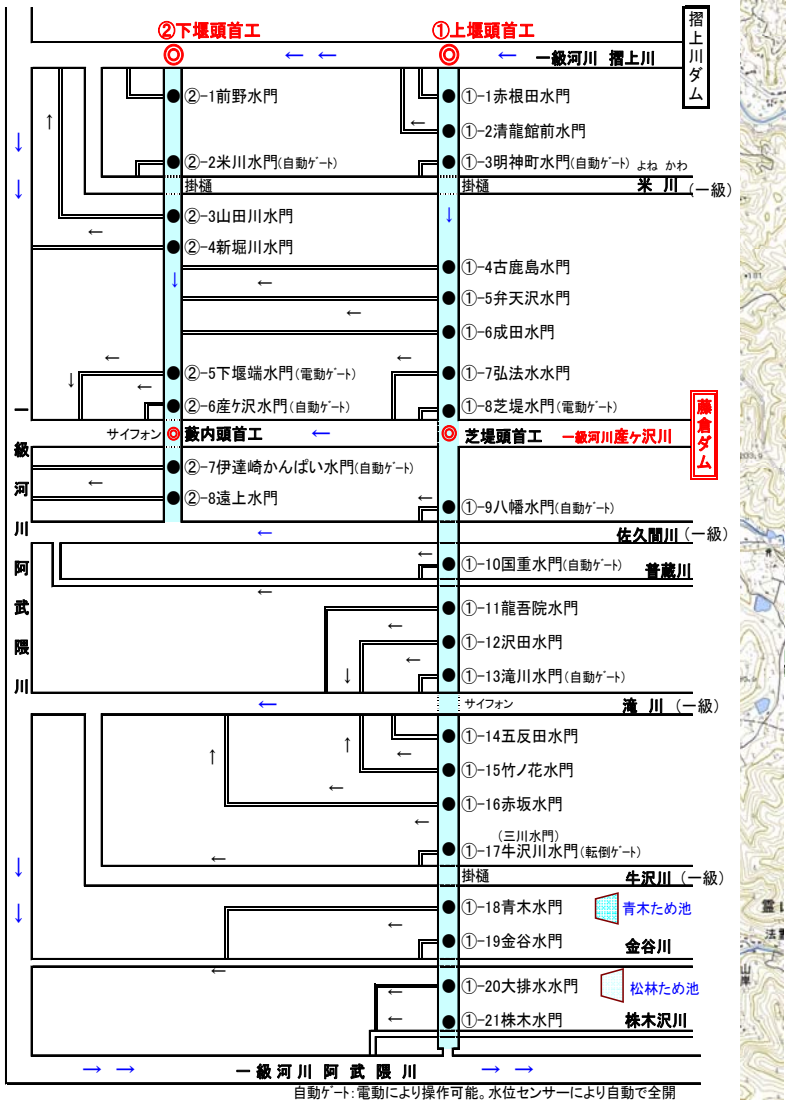 ②下堰頭首工
①上堰頭首工
摺上川ダム
← ← ← 一級河川 摺上川
②-1前野水門
①-1赤根田水門
①-2清龍館前水門
②-2米川水門(自動ｹﾞｰﾄ)
①-3明神町水門(自動ｹﾞｰﾄ)
よね かわ
掛樋
米 川 (一級)
②-3山田川水門
②-4新堀川水門
①-4古鹿島水門
①-5弁天沢水門
①-6成田水門
②-5下堰端水門(電動ｹﾞｰﾄ)
①-7弘法水水門
②-6産ケ沢水門(自動ｹﾞｰﾄ)
①-8芝堤水門(電動ｹﾞｰﾄ)
藤倉ダム
サイフォン
薮内頭首工
←
芝堤頭首工
一級河川産ヶ沢川
②-7伊達崎かんぱい水門(自動ｹﾞｰﾄ)
②-8遠上水門
①-9八幡水門(自動ｹﾞｰﾄ)
佐久間川 (一級)
①-10国重水門(自動ｹﾞｰﾄ)
普蔵川
①-11龍吾院水門
①-12沢田水門
①-13滝川水門(自動ｹﾞｰﾄ)
一級河川阿武隈川
サイフォン
滝 川 (一級)
①-14五反田水門
①-15竹ノ花水門
①-16赤坂水門
(三川水門)
①-17牛沢川水門(転倒ｹﾞｰﾄ)
掛樋
牛沢川 (一級)
①-18青木水門
青木ため池
①-19金谷水門
金谷川
①-20大排水水門
松林ため池
①-21株木水門
株木沢川
→ → 一級河川 阿武隈川 → →
自動ｹﾞｰﾄ:電動により操作可能。水位センサーにより自動で全開